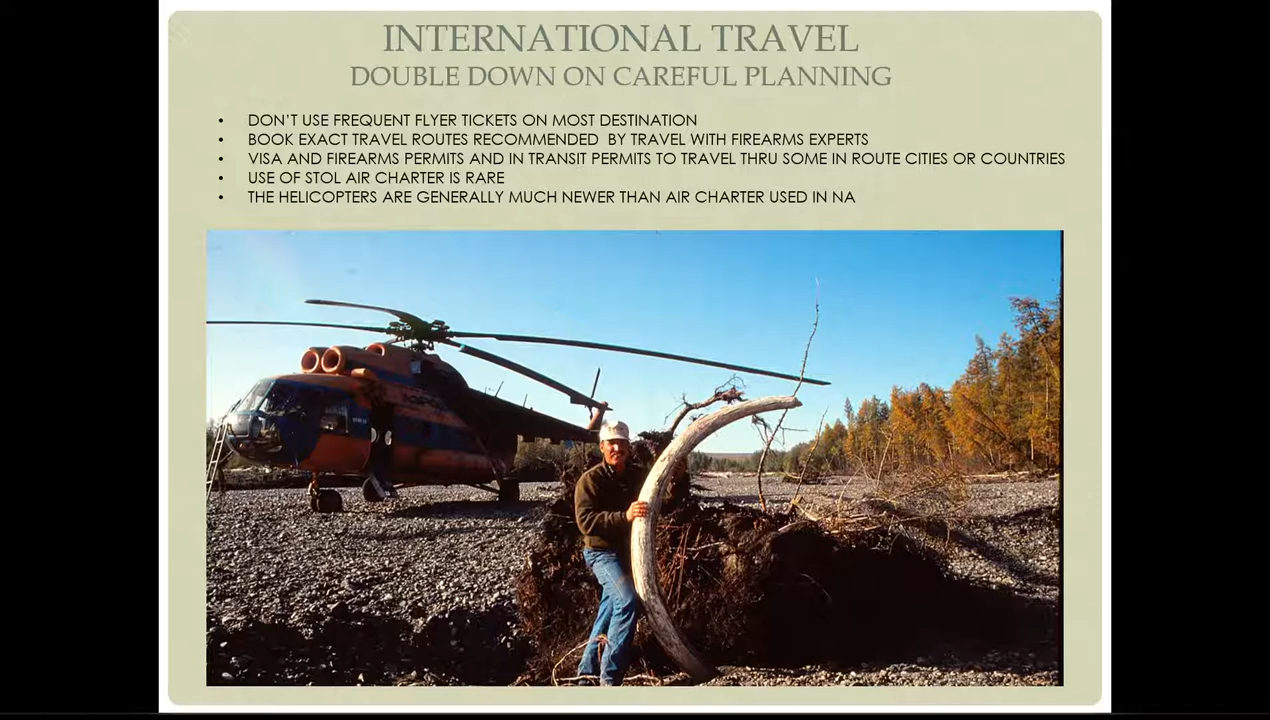 INTERNATIONAL TRAVEL
DOUBLE DOWN ON CAREFUL PLANNING
• DON'T USE FREQUENT FLYER TICKETS ON MOST DESTINATION
• BOOK EXACT TRAVEL ROUTES RECOMMENDED BY TRAVEL WITH FIREARMS EXPERTS
• VISA AND FIREARMS PERMITS AND IN TRANSIT PERMITS TO TRAVEL THRU SOME IN ROUTE CITIES OR COUNTRIES
• USE OF STOL AIR CHARTER IS RARE
• THE HELICOPTERS ARE GENERALLY MUCH NEWER THAN AIR CHARTER USED IN NA